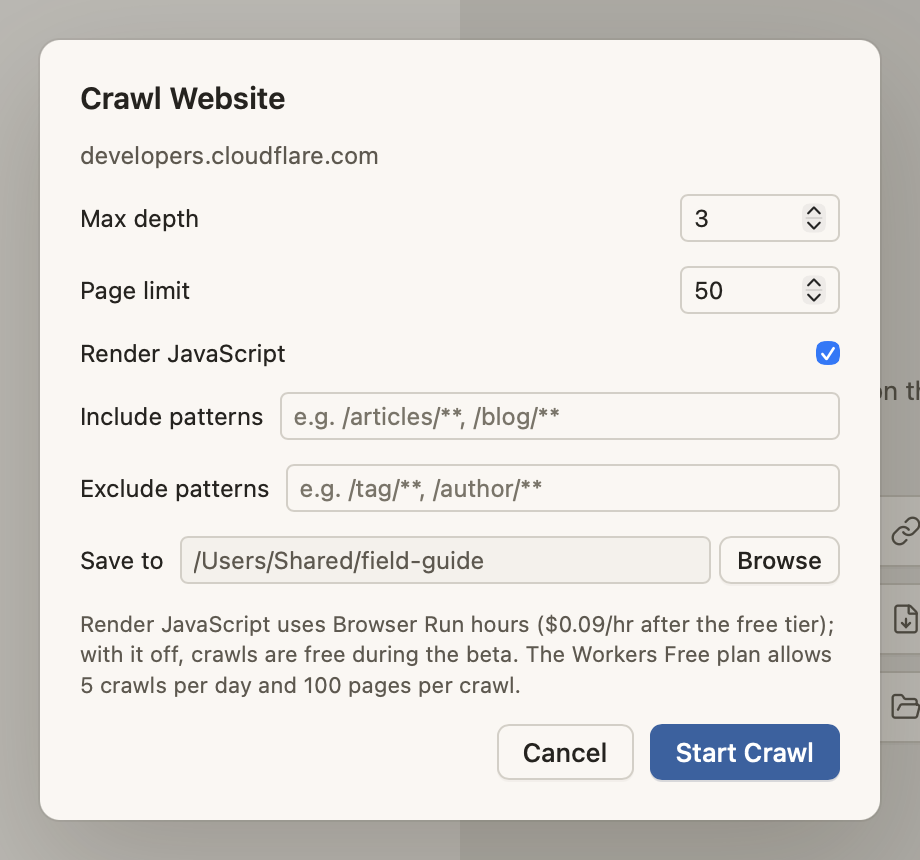 Crawl Website
developers.cloudflare.com
Max depth 3
Page limit 50
Render JavaScript
Include patterns e.g. /articles/**, /blog/**
Exclude patterns e.g. /tag/**, /author/**
Save to /Users/Shared/field-guide Browse
Render JavaScript uses Browser Run hours ($0.09/hr after the free tier);
with it off, crawls are free during the beta. The Workers Free plan allows
5 crawls per day and 100 pages per crawl.
Cancel Start Crawl